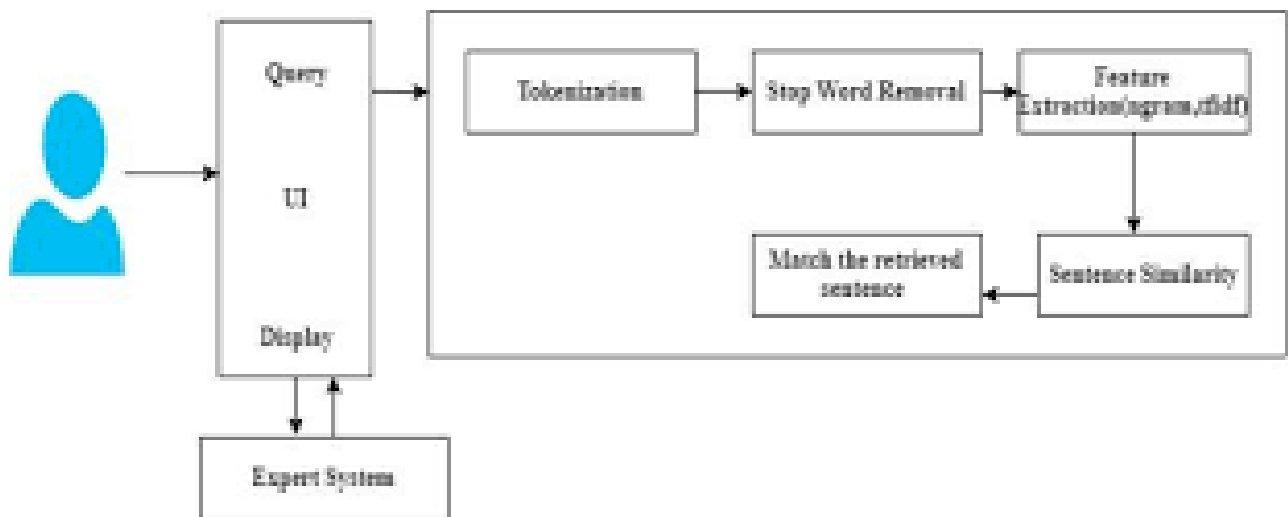 Query
UI
Display
Expert System
Tokenization
Stop Word Removal
Feature
Extraction(ngram,tfidf)
Sentence Similarity
Match the retrieved
sentence